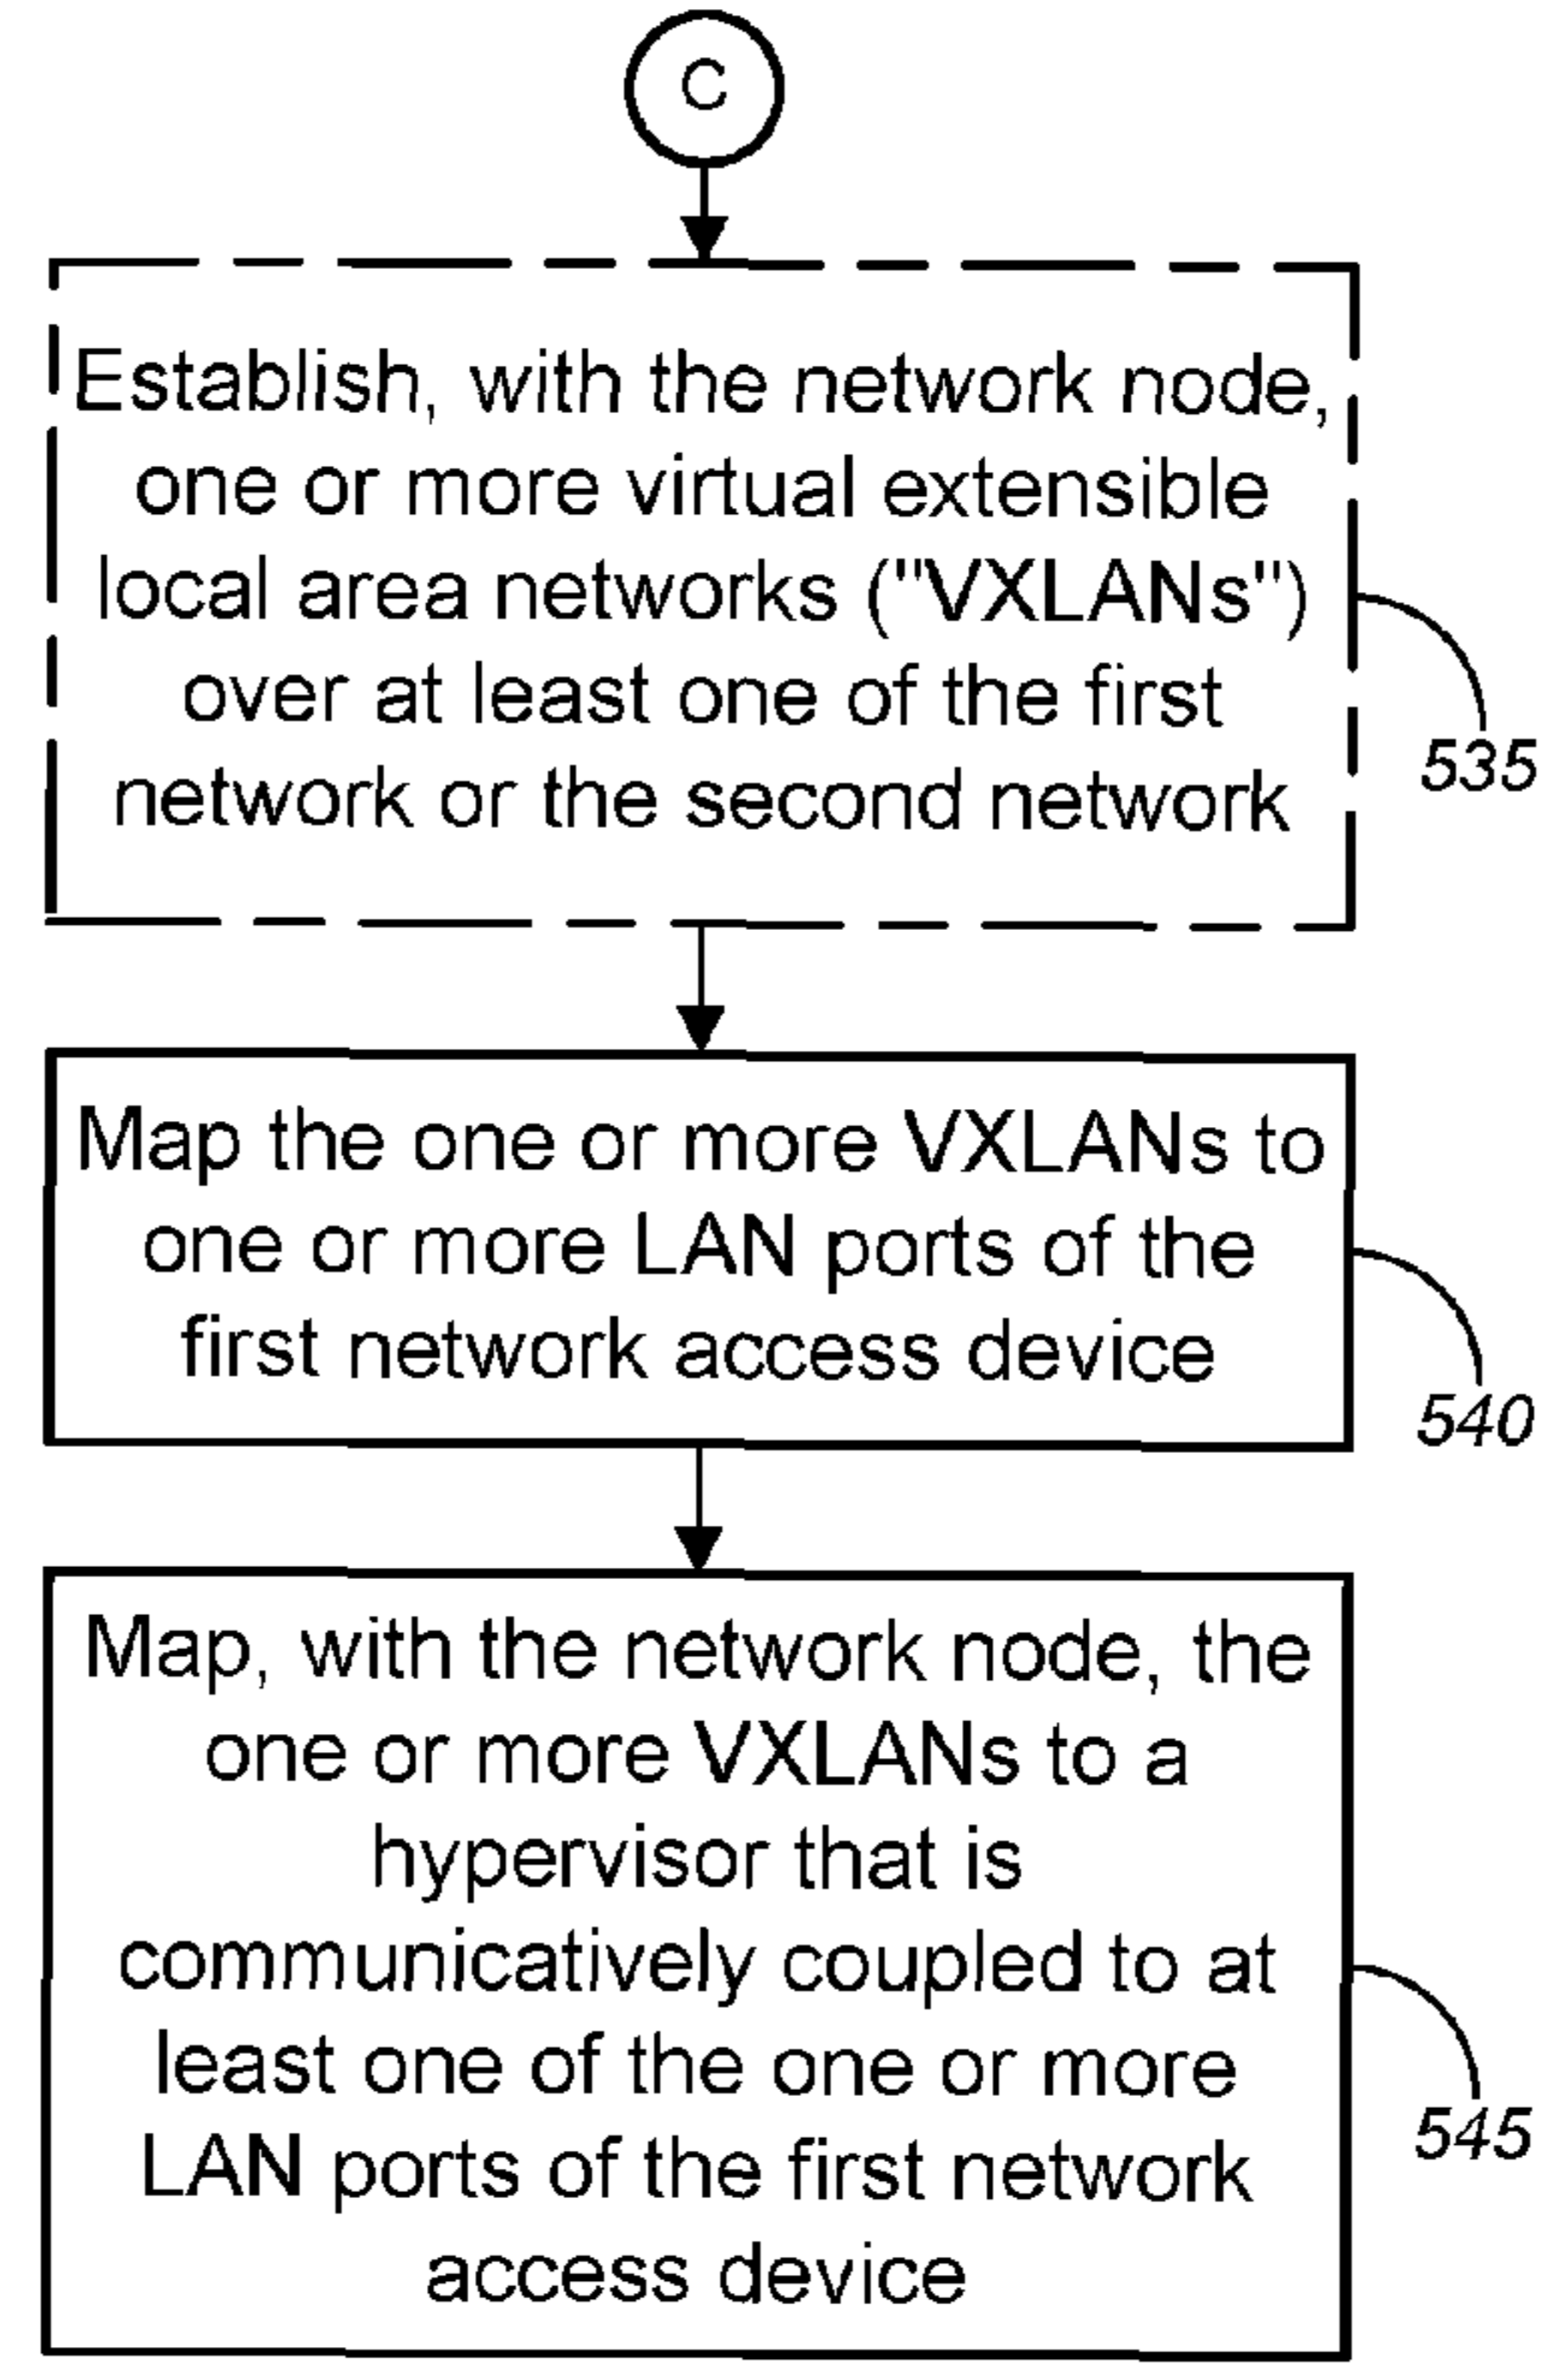 C
Establish, with the network node,
one or more virtual extensible
local area networks ("VXLANs")
over at least one of the first
network or the second network
535
Map the one or more VXLANs to
one or more LAN ports of the
first network access device
540
Map, with the network node, the
one or more VXLANs to a
hypervisor that is
communicatively coupled to at
least one of the one or more
LAN ports of the first network
access device
545